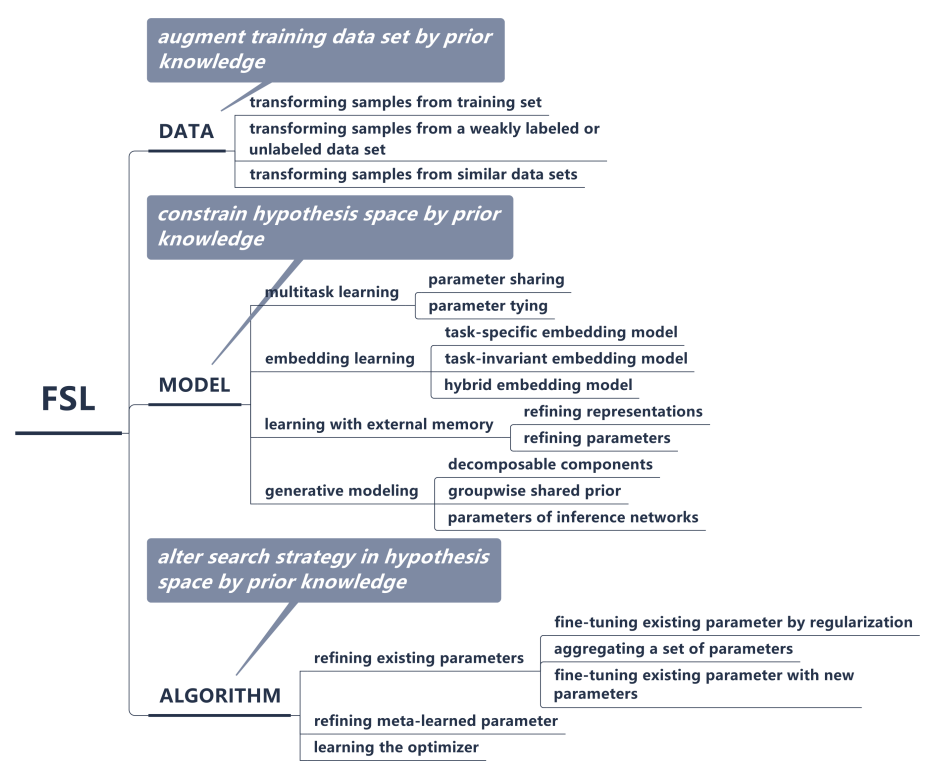 augment training data set by prior
knowledge
transforming samples from training set
DATA
transforming samples from a weakly labeled or
unlabeled data set
transforming samples from similar data sets
constrain hypothesis space by prior
knowledge
parameter sharing
multitask learning
parameter tying
task-specific embedding model
embedding learning
task-invariant embedding model
MODEL
hybrid embedding model
FSL
refining representations
learning with external memory
refining parameters
decomposable components
generative modeling
groupwise shared prior
parameters of inference networks
alter search strategy in hypothesis
space by prior knowledge
fine-tuning existing parameter by regularization
refining existing parameters
aggregating a set of parameters
fine-tuning existing parameter with new
parameters
ALGORITHM
refining meta-learned parameter
learning the optimizer